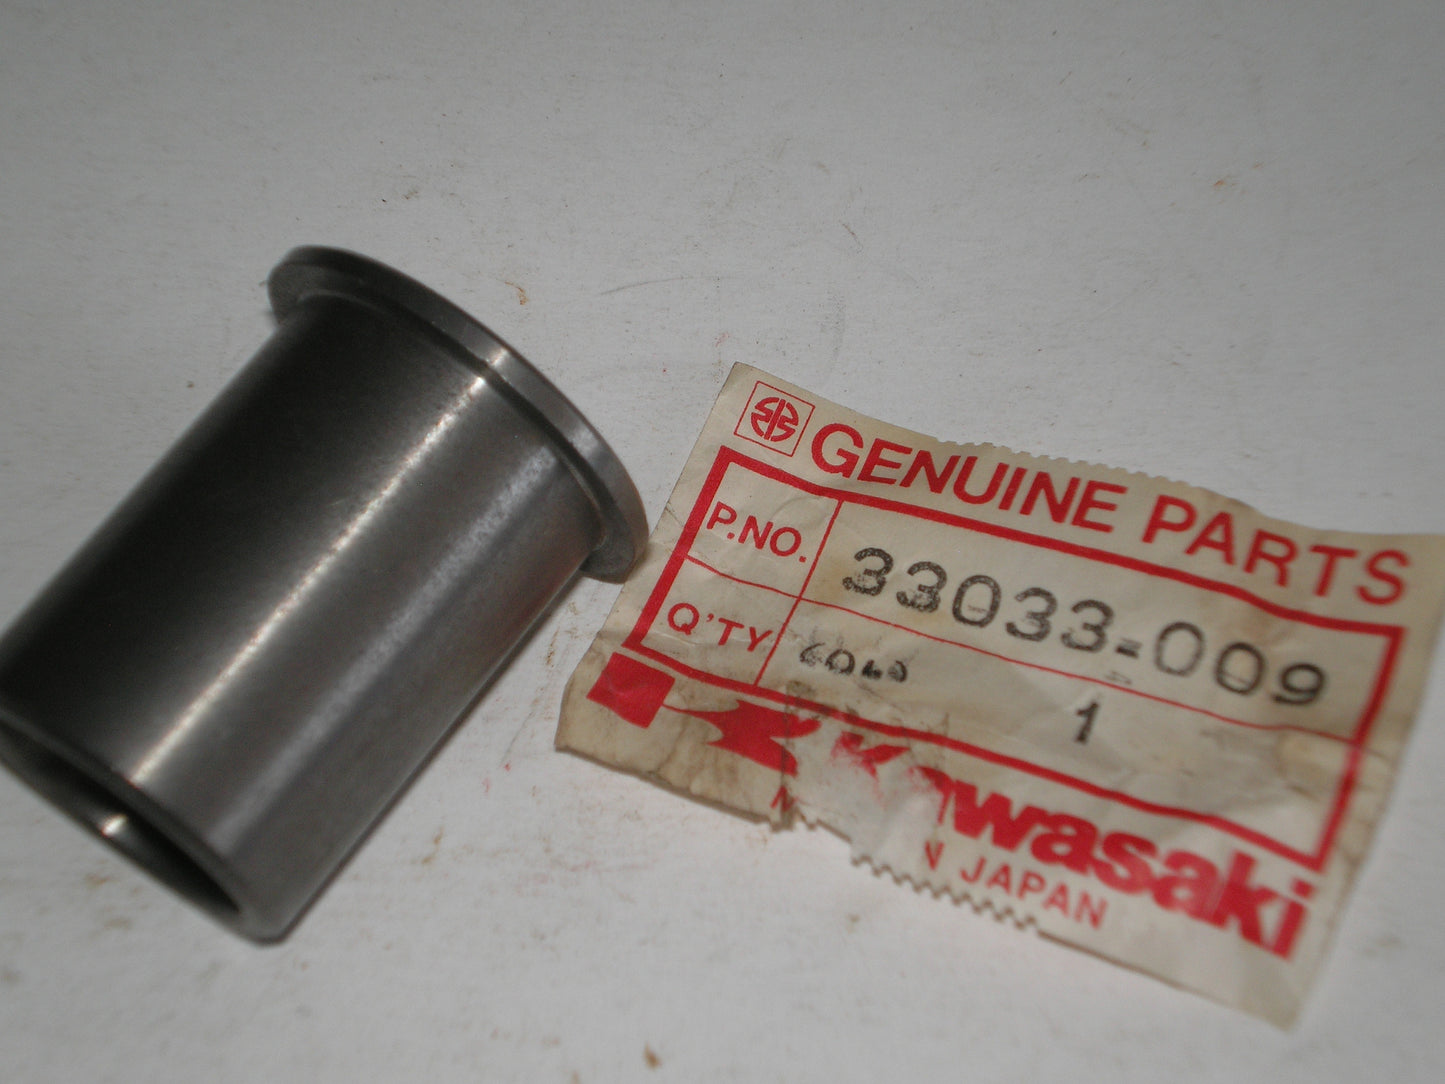 GENUINE PARTS
P.NO. 33033-009
Q'TY 1
Kawasaki
N JAPAN